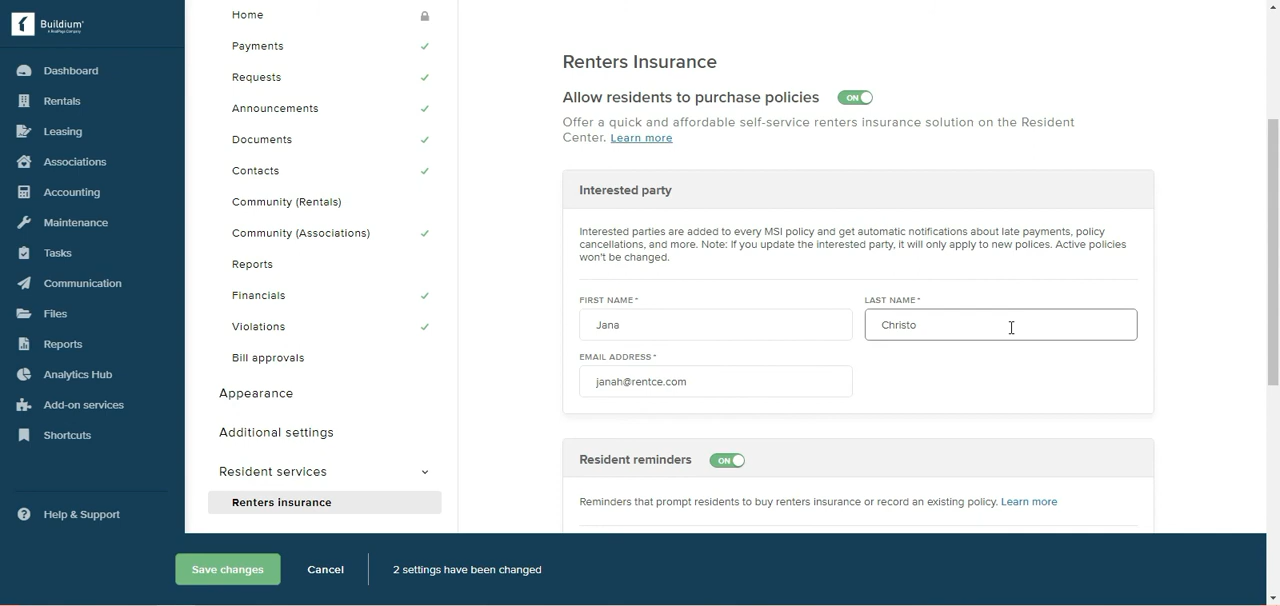 Buildium
A RealPage Company
Dashboard
Rentals
Leasing
Associations
Accounting
Maintenance
Tasks
Communication
Files
Reports
Analytics Hub
Add-on services
Shortcuts
Help & Support
Home
Payments
Requests
Announcements
Documents
Contacts
Community (Rentals)
Community (Associations)
Reports
Financials
Violations
Bill approvals
Appearance
Additional settings
Resident services
Renters insurance
Renters Insurance
Allow residents to purchase policies ON
Offer a quick and affordable self-service renters insurance solution on the Resident
Center. Learn more
Interested party
Interested parties are added to every MSI policy and get automatic notifications about late payments, policy
cancellations, and more. Note: If you update the interested party, it will only apply to new polices. Active policies
won't be changed.
FIRST NAME* LAST NAME*
Jana Christo
EMAIL ADDRESS*
janah@rentce.com
Resident reminders ON
Reminders that prompt residents to buy renters insurance or record an existing policy. Learn more
Save changes Cancel 2 settings have been changed